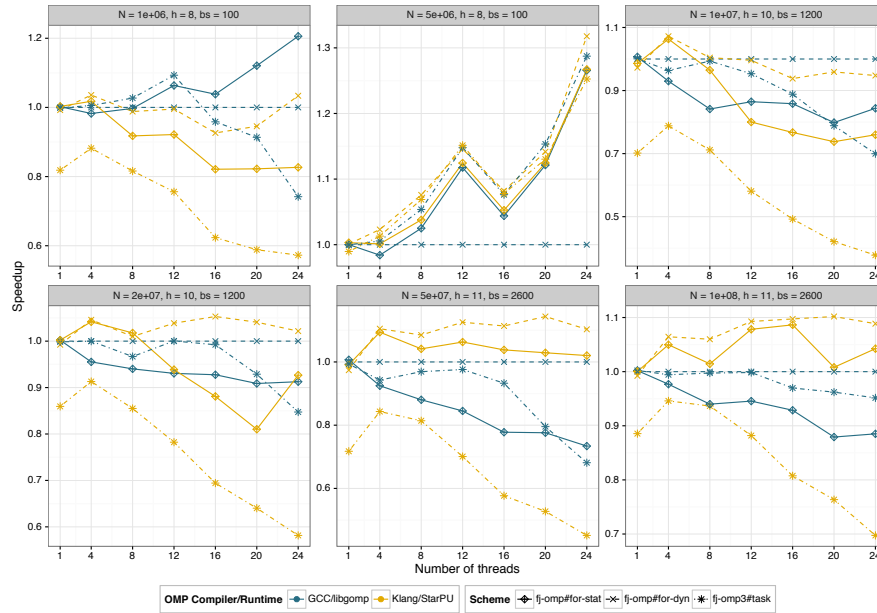 N = 1e+06, h = 8, bs = 100
N = 5e+06, h = 8, bs = 100
N = 1e+07, h = 10, bs = 1200
1.2
1.0
0.8
0.6
1.3
1.2
1.1
1.0
1.1
0.9
0.7
0.5
1 4 8 12 16 20 24
1 4 8 12 16 20 24
1 4 8 12 16 20 24
Speedup
N = 2e+07, h = 10, bs = 1200
N = 5e+07, h = 11, bs = 2600
N = 1e+08, h = 11, bs = 2600
1.0
0.9
0.8
0.7
0.6
1.0
0.8
0.6
1.1
1.0
0.9
0.8
0.7
1 4 8 12 16 20 24
1 4 8 12 16 20 24
1 4 8 12 16 20 24
Number of threads
OMP Compiler/Runtime GCC/libgomp Klang/StarPU Scheme fj-omp#for-stat fj-omp#for-dyn fj-omp3#task